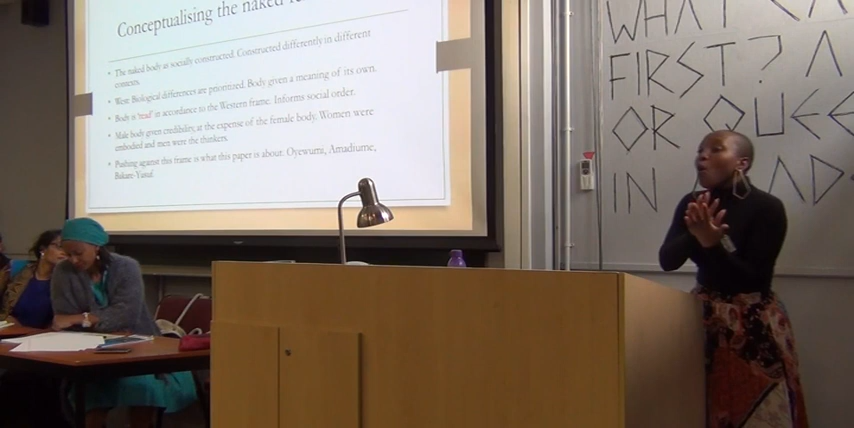 Conceptualising the naked
• The naked body as socially constructed. Constructed differently in different
contexts.
• West: Biological differences are prioritized. Body given a meaning of its own.
• Body is 'read' in accordance to the Western frame. Informs social order.
• Male body given credibility, at the expense of the female body. Women were
embodied and men were the thinkers.
• Pushing against this frame is what this paper is about. Oyewumi, Amadiume,
Bakare-Yusuf.
WHAT CA
FIRST? A
OR QUEE
IN